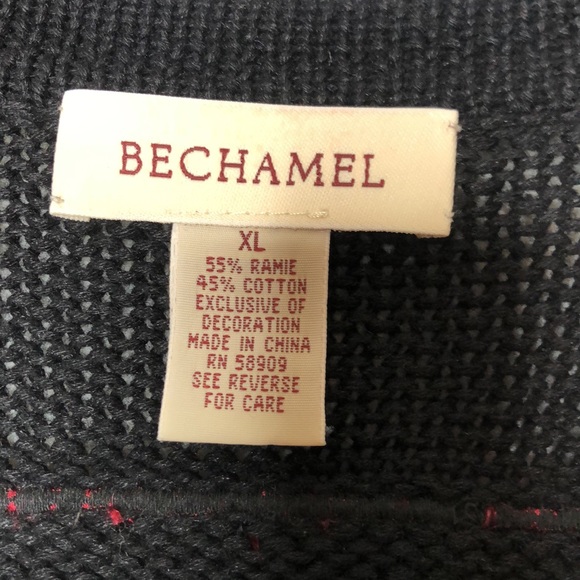 BECHAMEL
XL
55% RAMIE
45% COTTON
EXCLUSIVE OF
DECORATION
MADE IN CHINA
RN 58909
SEE REVERSE
FOR CARE